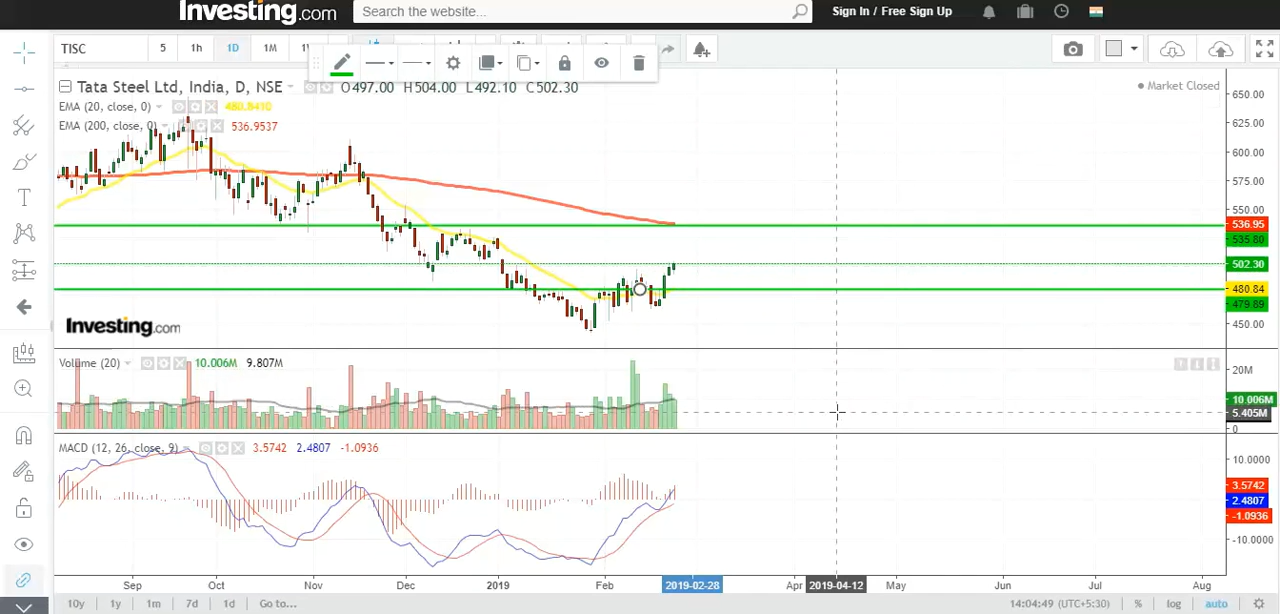 Investing.com Search the website... Sign In / Free Sign Up
TISC 5 1h 1D 1M
Tata Steel Ltd, India, D, NSE O497.00 H504.00 L492.10 C502.30
Market Closed
EMA (20, close, 0) 480.8410
EMA (200, close, 0) 536.9537
650.00
625.00
600.00
575.00
550.00
536.95
535.80
502.30
480.84
479.89
450.00
Investing.com
Volume (20) 10.006M 9.807M
20M
10.006M
5.405M
0
MACD (12, 26, close, 9) 3.5742 2.4807 -1.0936
10.0000
3.5742
2.4807
-1.0936
-10.0000
Sep Oct Nov Dec 2019 Feb 2019-02-28 Apr 2019-04-12 May Jun Jul Aug
10y 1y 1m 7d 1d Go to... 14:04:49 (UTC+5:30) % log auto